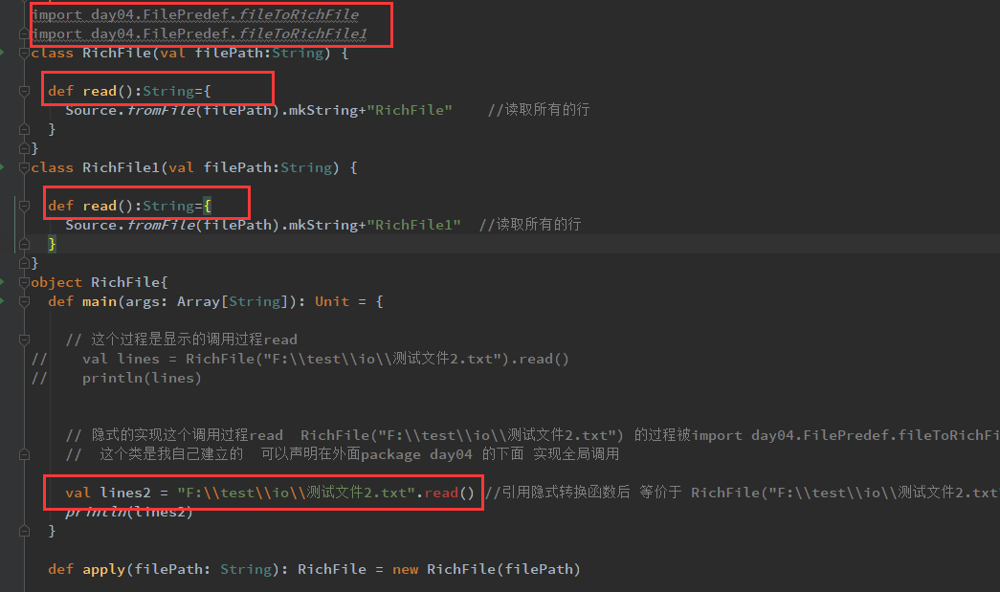 import day04.FilePredef.fileToRichFile
import day04.FilePredef.fileToRichFile1
class RichFile(val filePath:String) {
def read():String={
Source.fromFile(filePath).mkString+"RichFile" //读取所有的行
}
}
class RichFile1(val filePath:String) {
def read():String={
Source.fromFile(filePath).mkString+"RichFile1" //读取所有的行
}
}
object RichFile{
def main(args: Array[String]): Unit = {
// 这个过程是显示的调用过程read
// val lines = RichFile("F:\\test\\io\\测试文件2.txt").read()
// println(lines)
// 隐式的实现这个调用过程read RichFile("F:\\test\\io\\测试文件2.txt") 的过程被import day04.FilePredef.fileToRichFi
// 这个类是我自己建立的 可以声明在外面package day04 的下面 实现全局调用
val lines2 = "F:\\test\\io\\测试文件2.txt".read() //引用隐式转换函数后 等价于 RichFile("F:\\test\\io\\测试文件2.txt
println(lines2)
}
def apply(filePath: String): RichFile = new RichFile(filePath)